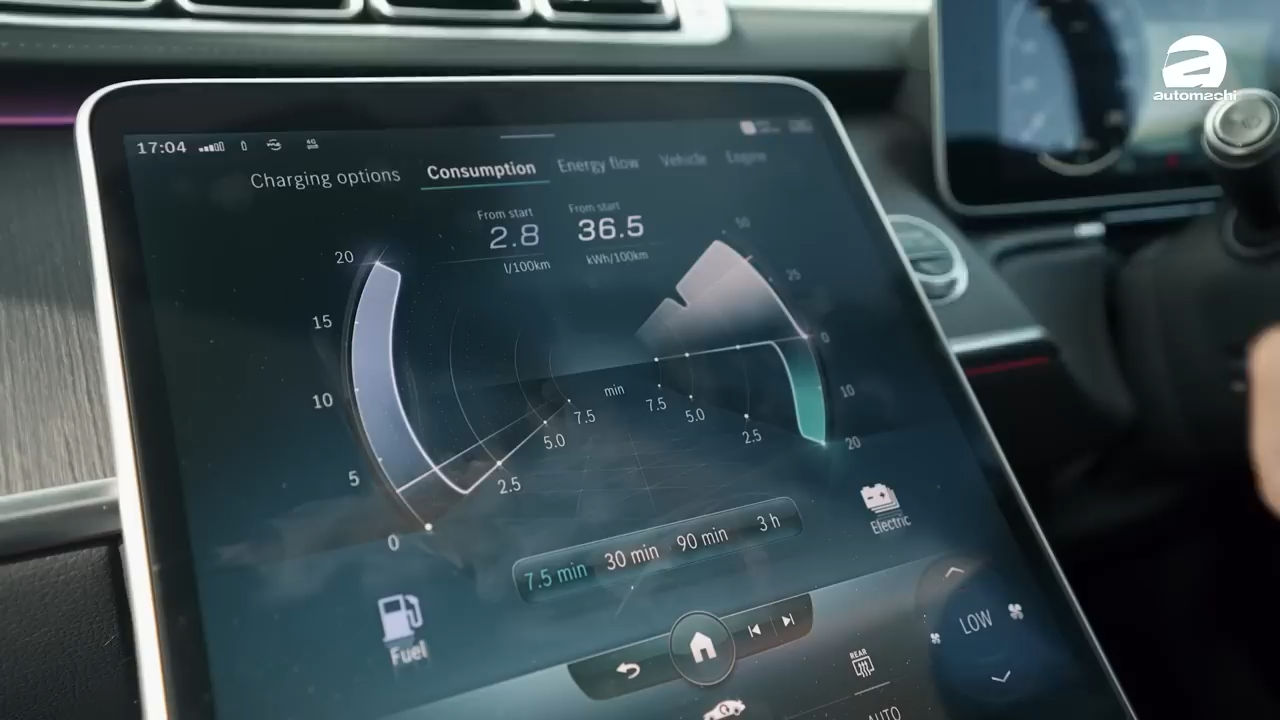 automachi
17:04
Charging options Consumption Energy flow Vehicle Engine
From start From start
2.8 36.5
l/100km kWh/100km
20 50
15 25
10 0
5 10
0 20
min
7.5 7.5
5.0 5.0
2.5 2.5
7.5 min 30 min 90 min 3 h
Fuel
Electric
LOW
REAR
AUTO